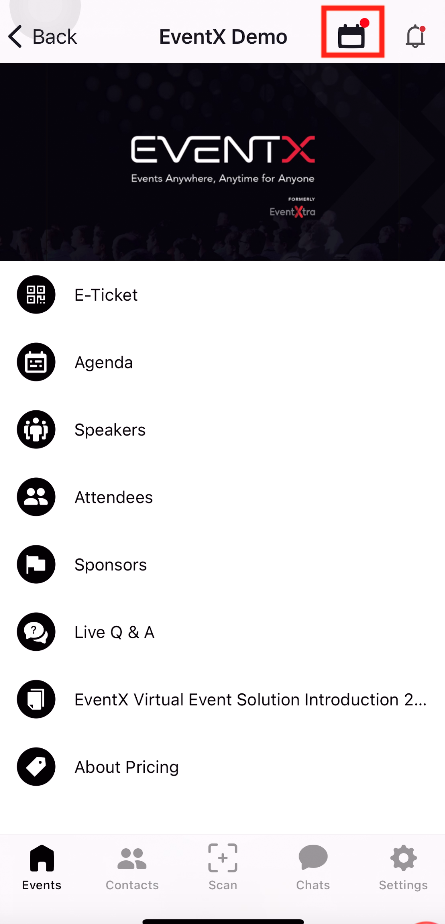 Back
EventX Demo
EVENTX
Events Anywhere, Anytime for Anyone
FORMERLY
EventXtra
E-Ticket
Agenda
Speakers
Attendees
Sponsors
?
Live Q & A
EventX Virtual Event Solution Introduction 2...
About Pricing
Events
Contacts
Scan
Chats
Settings